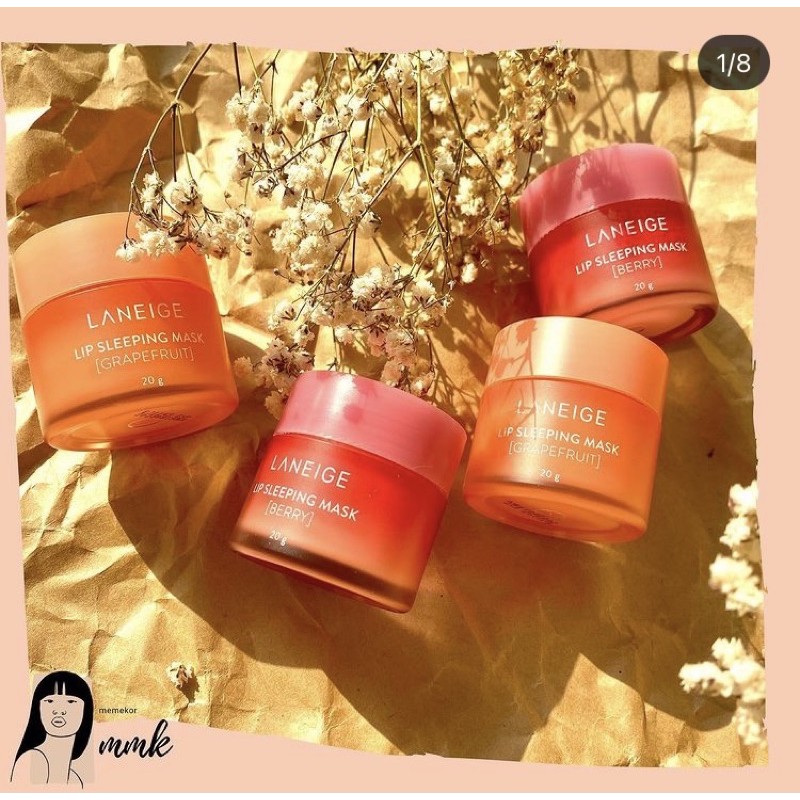 1/8
LANEIGE
LIP SLEEPING MASK
[BERRY]
20 g
LANEIGE
LIP SLEEPING MASK
[GRAPEFRUIT]
20 g
LANEIGE
LIP SLEEPING MASK
[GRAPEFRUIT]
20 g
LANEIGE
LIP SLEEPING MASK
[BERRY]
20 g
memekor
mmk